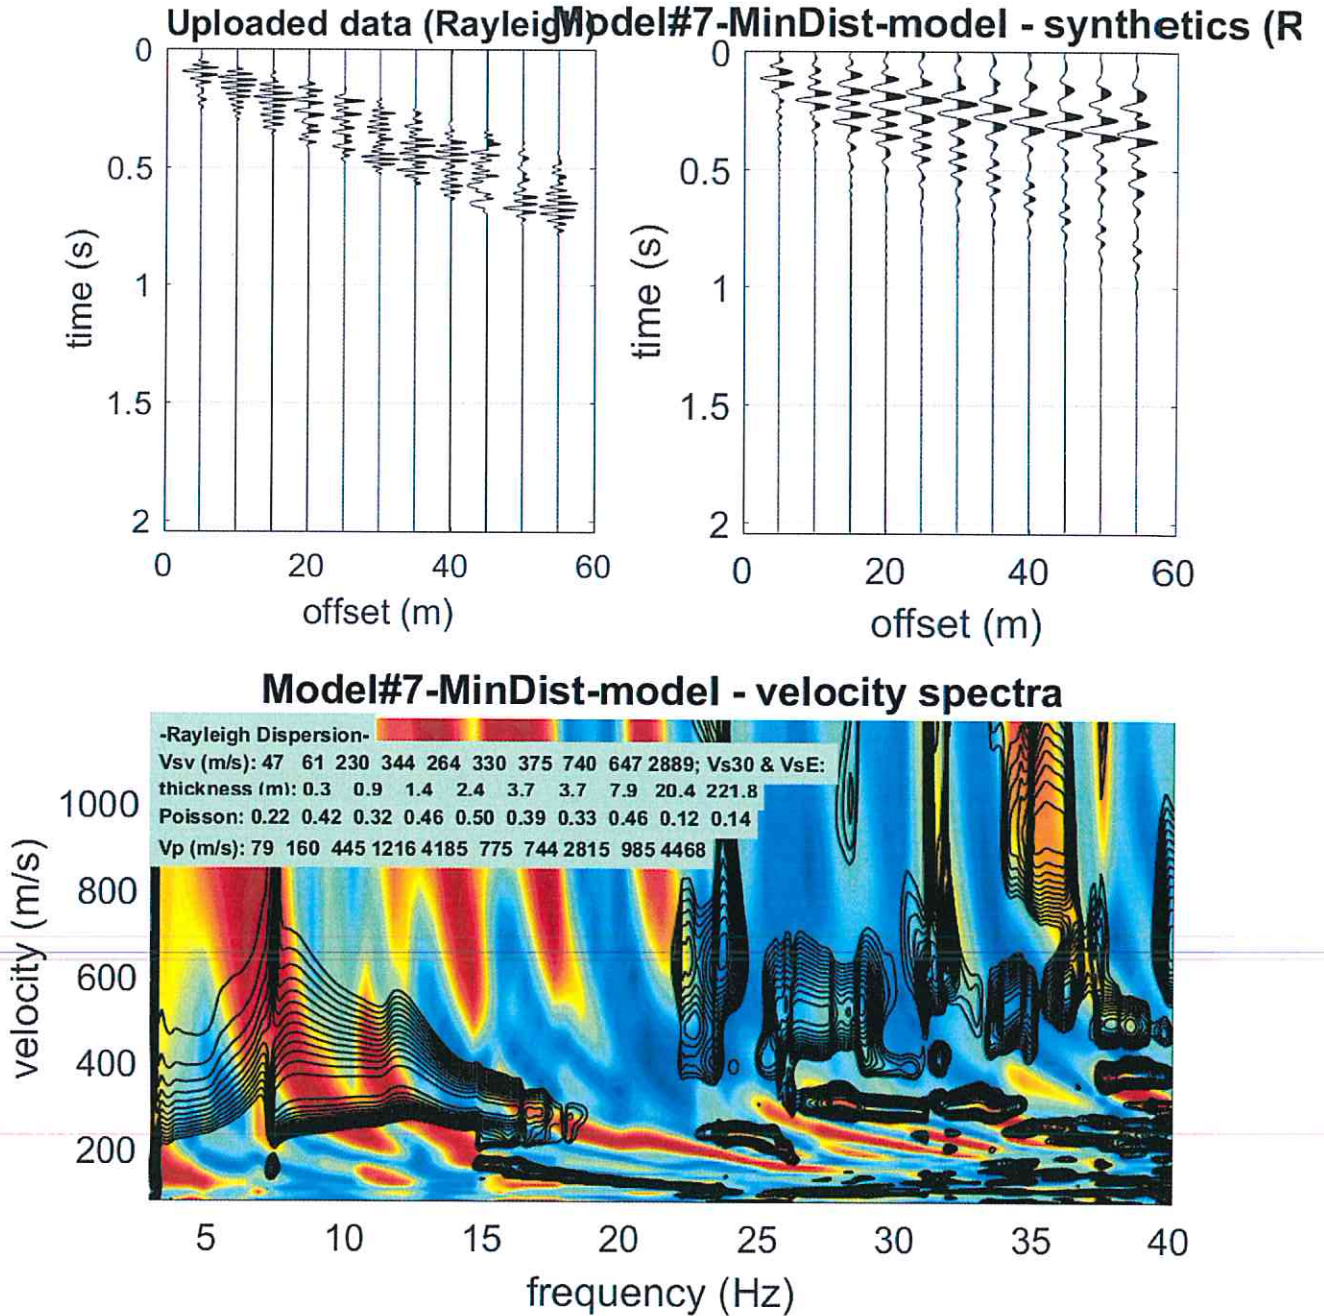 Uploaded data (Rayleigh)
Model#7-MinDist-model - synthetics (R
0
0.5
1
1.5
2
time (s)
0 20 40 60
offset (m)
0
0.5
1
1.5
2
time (s)
0 20 40 60
offset (m)
Model#7-MinDist-model - velocity spectra
-Rayleigh Dispersion-
Vsv (m/s): 47 61 230 344 264 330 375 740 647 2889; Vs30 & VsE:
thickness (m): 0.3 0.9 1.4 2.4 3.7 3.7 7.9 20.4 221.8
Poisson: 0.22 0.42 0.32 0.46 0.50 0.39 0.33 0.46 0.12 0.14
Vp (m/s): 79 160 445 1216 4185 775 744 2815 985 4468
1000
800
600
400
200
velocity (m/s)
5 10 15 20 25 30 35 40
frequency (Hz)